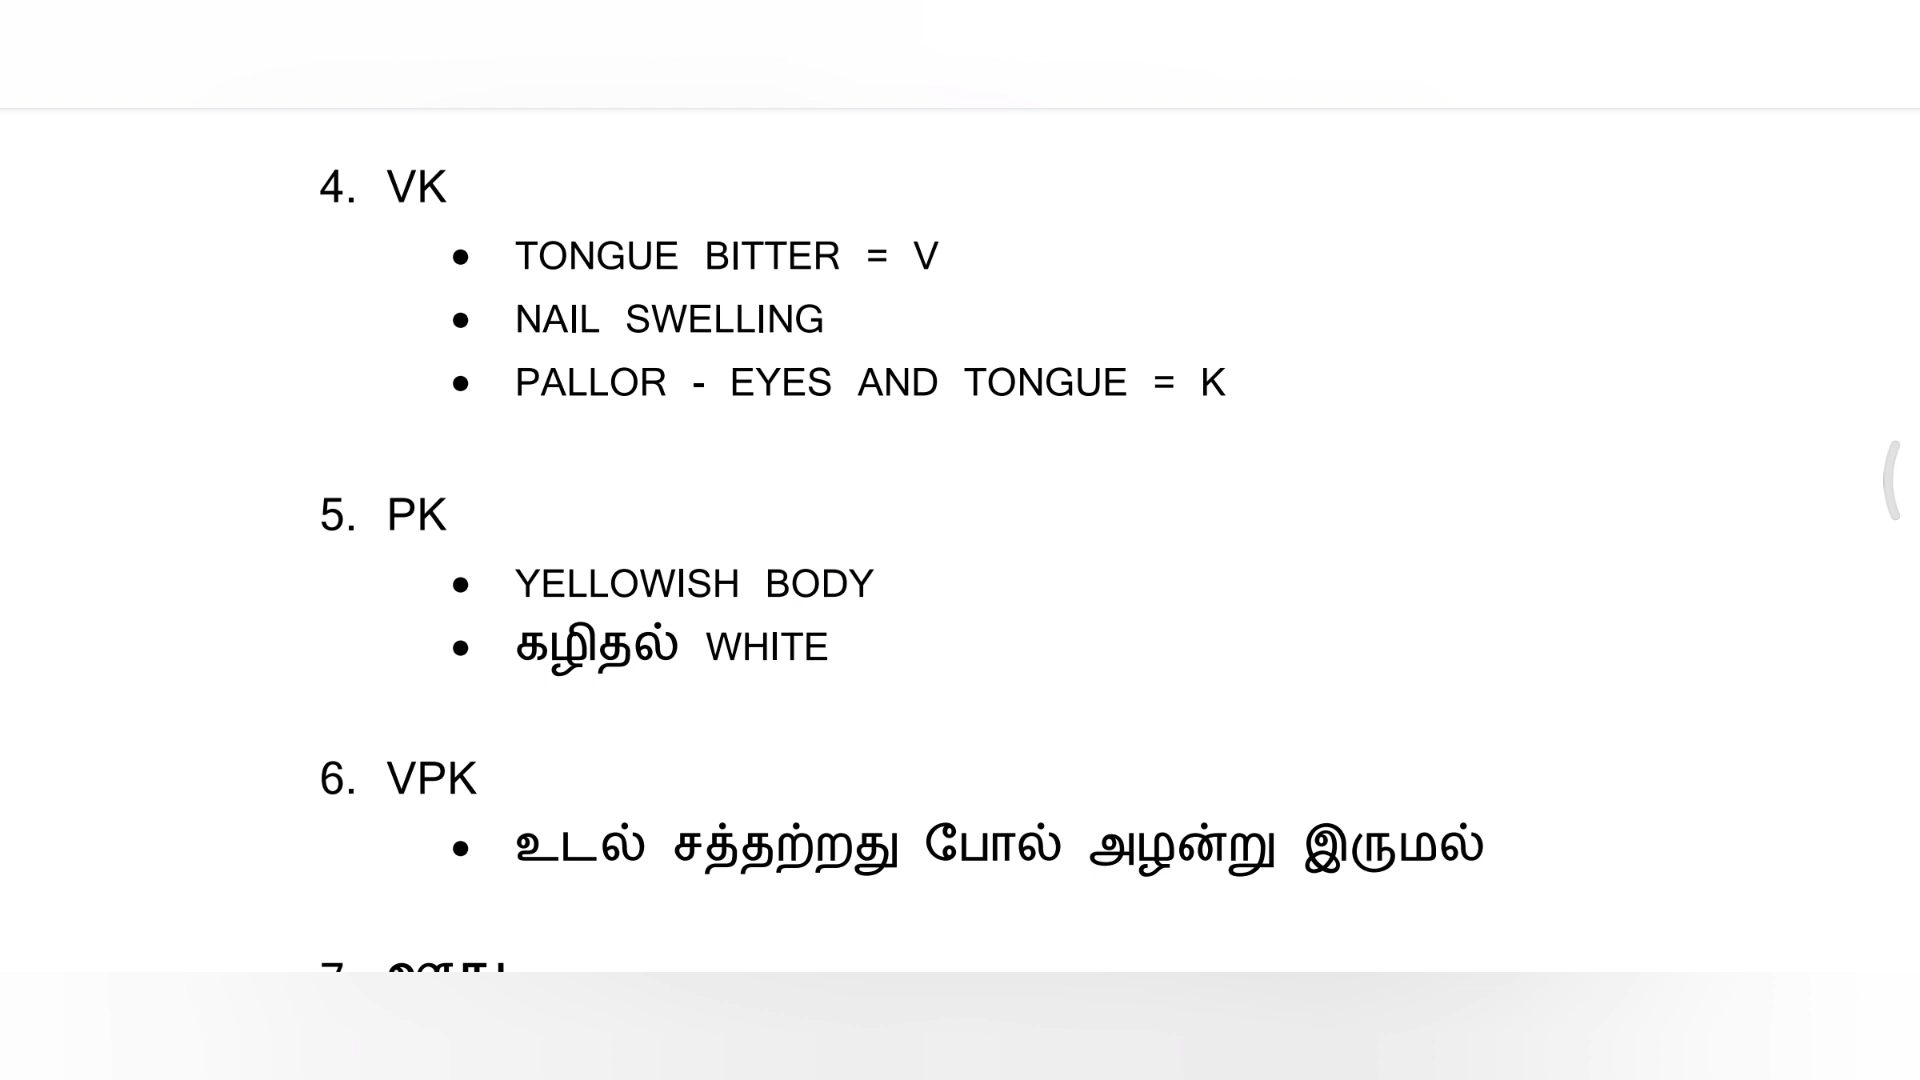 4. VK
• TONGUE BITTER = V
• NAIL SWELLING
• PALLOR - EYES AND TONGUE = K
5. PK
• YELLOWISH BODY
• கழிதல் WHITE
6. VPK
• உடல் சத்தற்றது போல் அழன்று இருமல்
7.